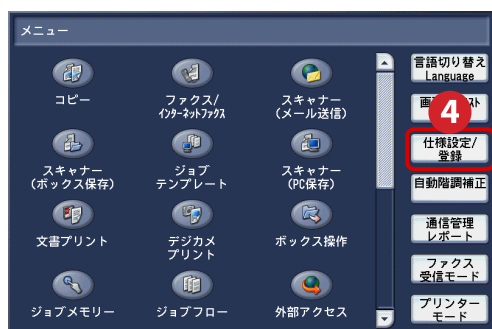 メニュー
コピー
ファクス/
インターネットファクス
スキャナー
(メール送信)
スキャナー
(ボックス保存)
ジョブ
テンプレート
スキャナー
(PC保存)
文書プリント
デジカメ
プリント
ボックス操作
ジョブメモリー
ジョブフロー
外部アクセス
言語切り替え
Language
4
仕様設定/
登録
自動階調補正
通信管理
レポート
ファクス
受信モード
プリンター
モード